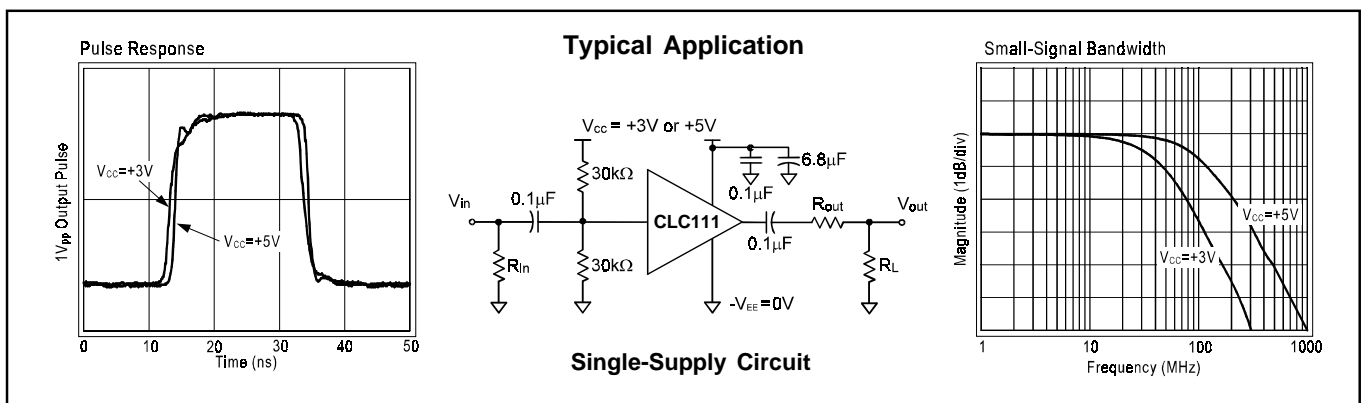 Pulse Response
1Vpp Output Pulse
Vcc=+3V
Vcc=+5V
0 10 20 30 40 50
Time (ns)
Typical Application
Vcc = +3V or +5V
6.8µF
30kΩ
0.1µF
0.1µF
Vin
CLC111
Rout
Vout
0.1µF
Rin
30kΩ
RL
-VEE=0V
Single-Supply Circuit
Small-Signal Bandwidth
Magnitude (1dB/div)
Vcc=+5V
Vcc=+3V
1 10 100 1000
Frequency (MHz)